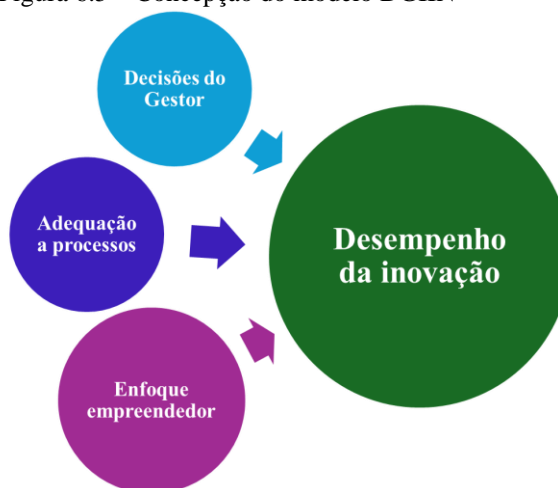 Decisões do
Gestor
Adequação
a processos
Desempenho
da inovação
Enfoque
empreendedor